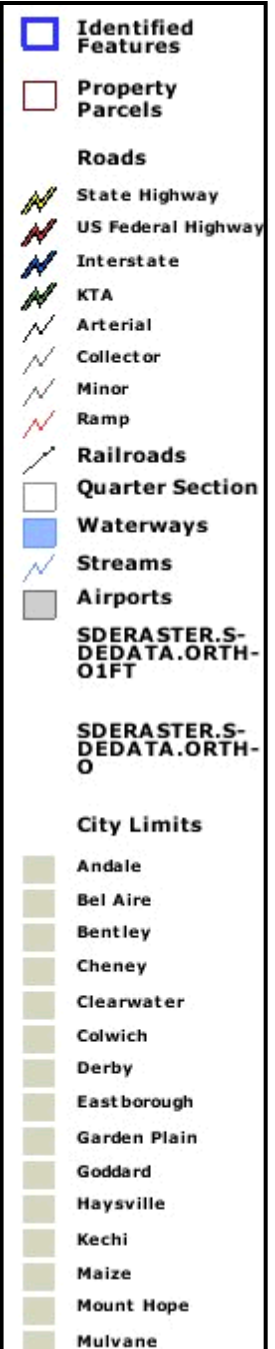 Identified
Features
Property
Parcels
Roads
State Highway
US Federal Highway
Interstate
KTA
Arterial
Collector
Minor
Ramp
Railroads
Quarter Section
Waterways
Streams
Airports
SDERASTER.S-
DEDATA.ORTH-
O1FT
SDERASTER.S-
DEDATA.ORTH-
O
City Limits
Andale
Bel Aire
Bentley
Cheney
Clearwater
Colwich
Derby
Eastborough
Garden Plain
Goddard
Haysville
Kechi
Maize
Mount Hope
Mulvane